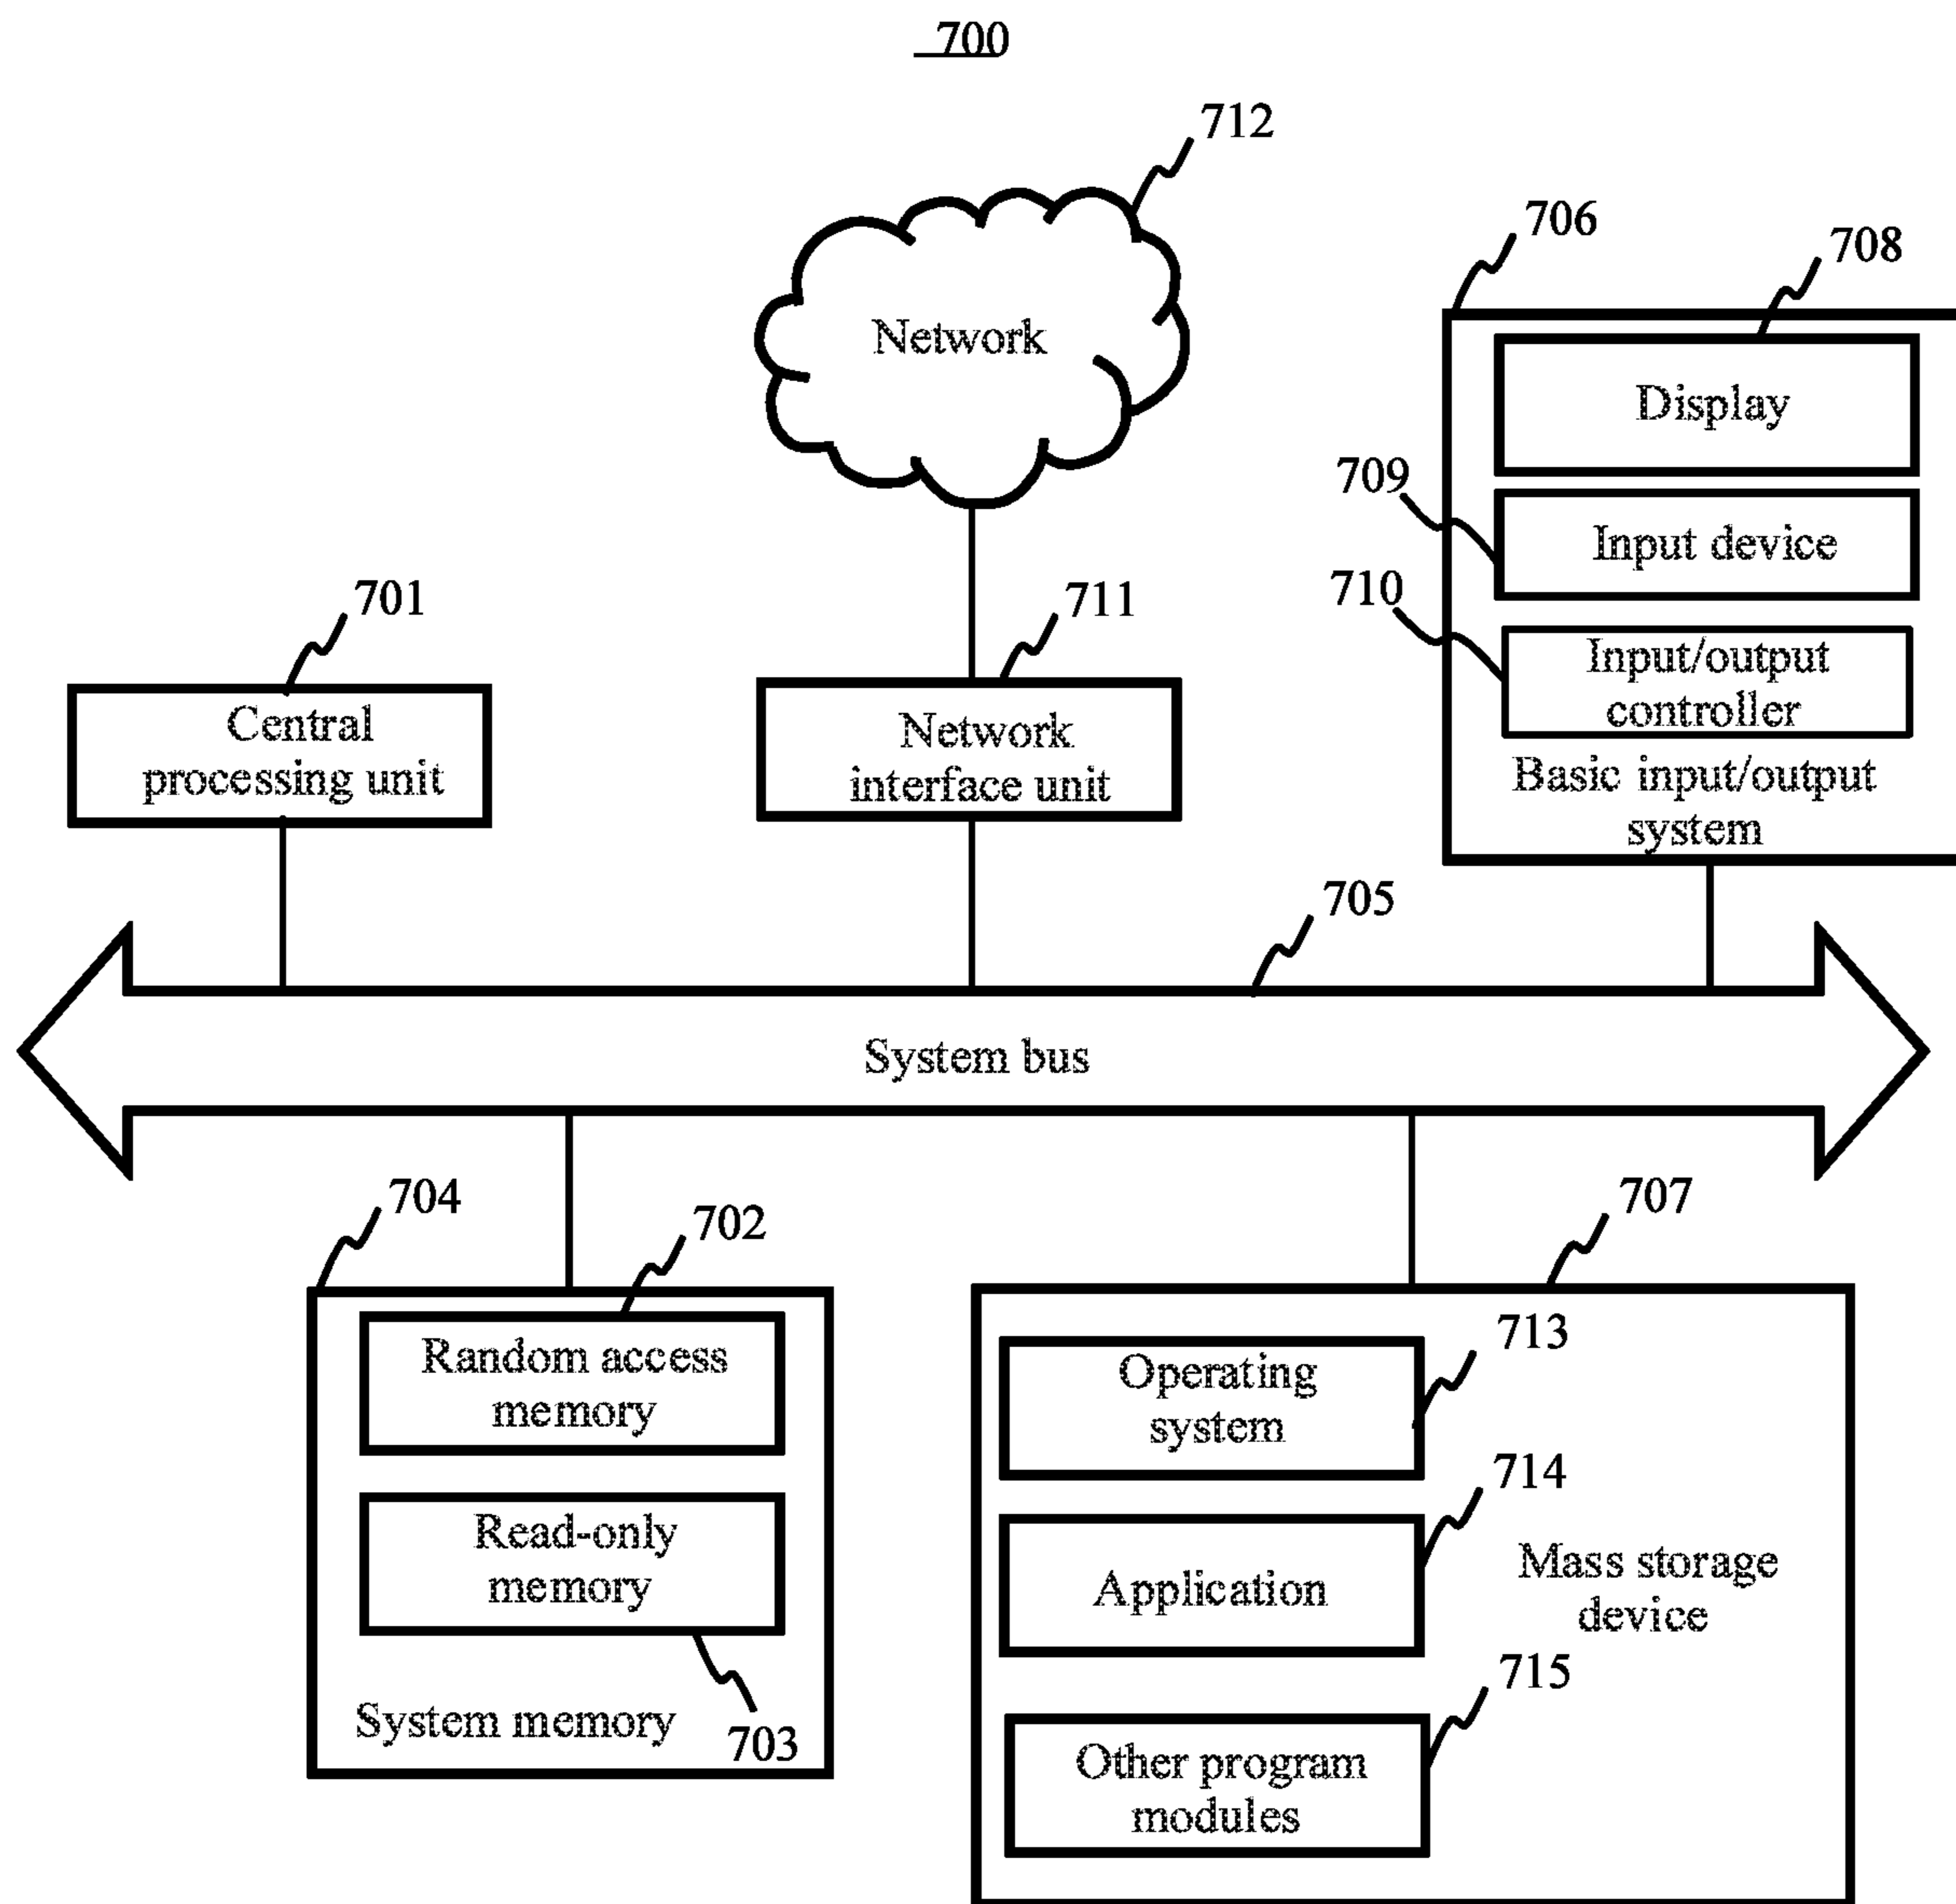 700
712
Network
706
708
Display
709
Input device
710
Input/output
controller
Basic input/output
system
701
Central
processing unit
711
Network
interface unit
705
System bus
704
702
Random access
memory
Read-only
memory
703
System memory
707
713
Operating
system
714
Application
Mass storage
device
715
Other program
modules